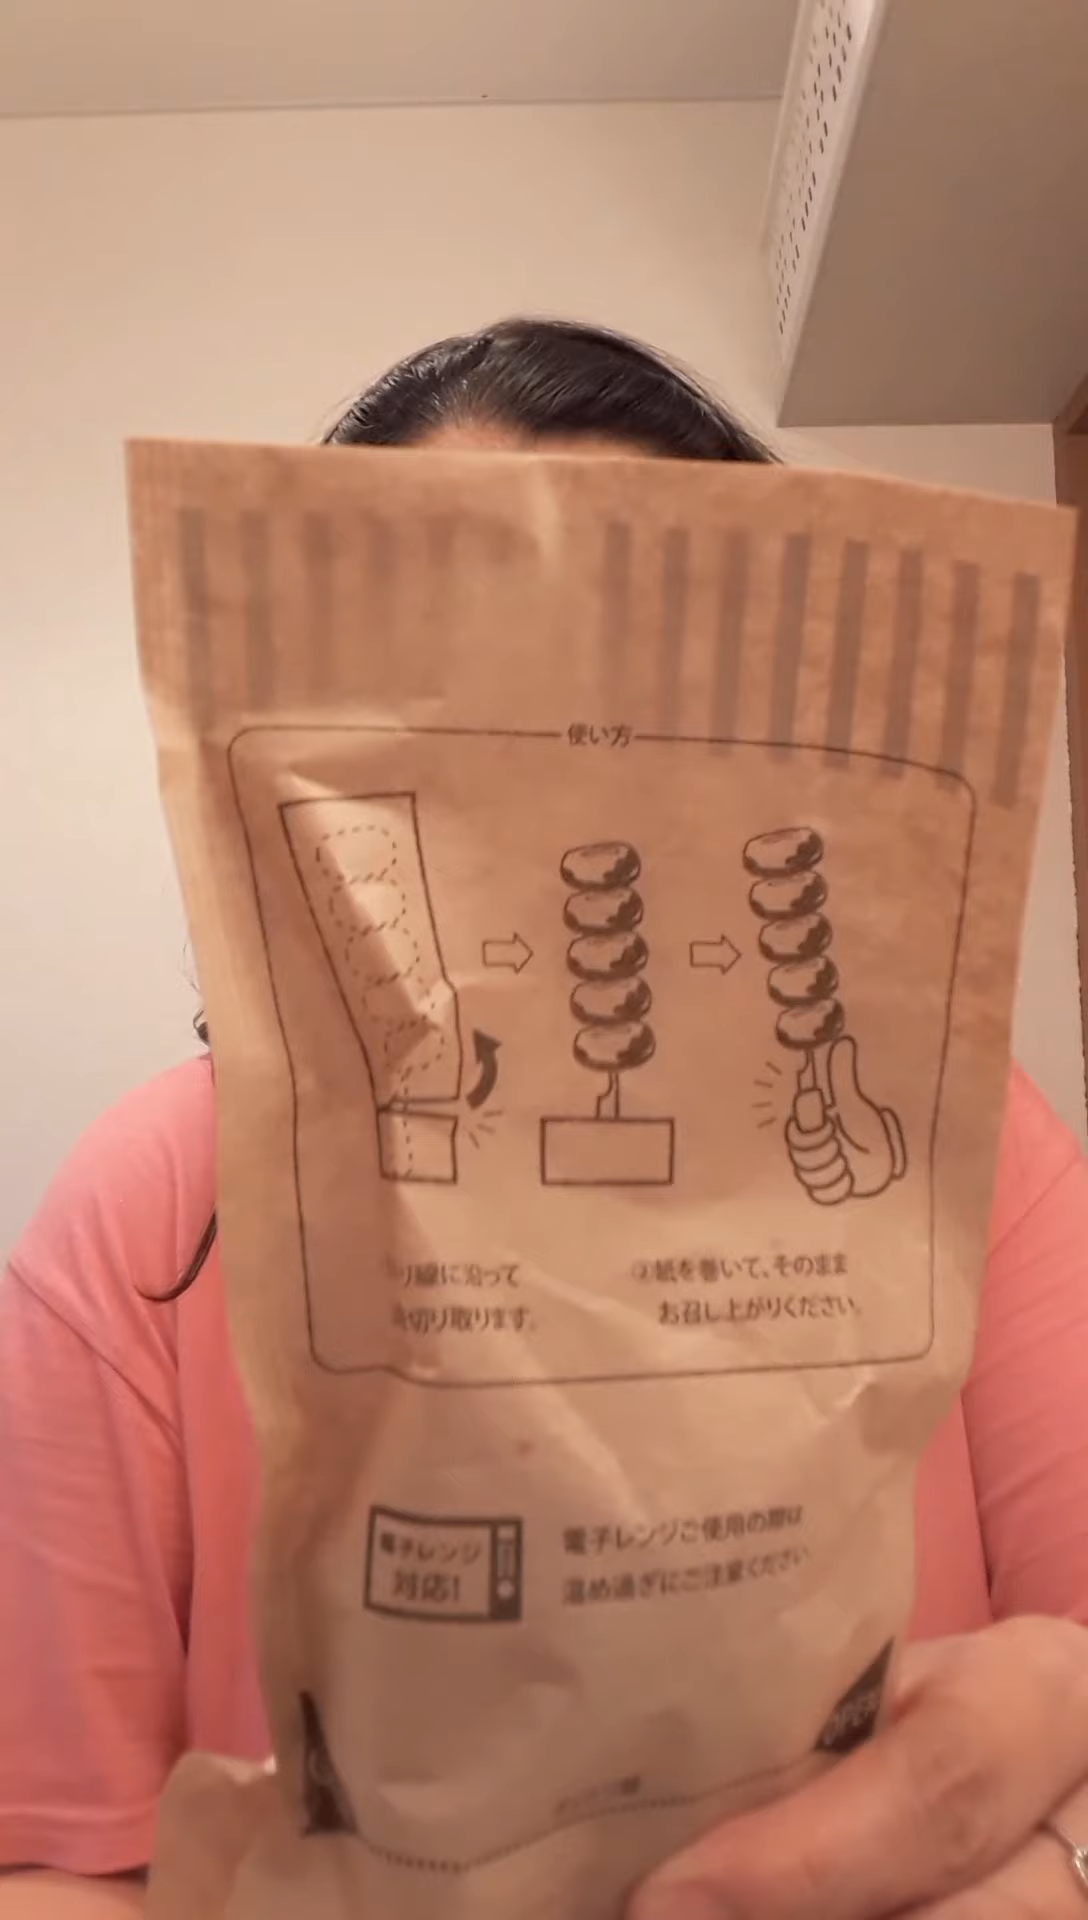 使い方
り線に沿って
切り取ります。
②紙を巻いて、そのまま
お召し上がりください。
電子レンジ
対応!
電子レンジご使用の際は
温め過ぎにご注意ください
OPEN